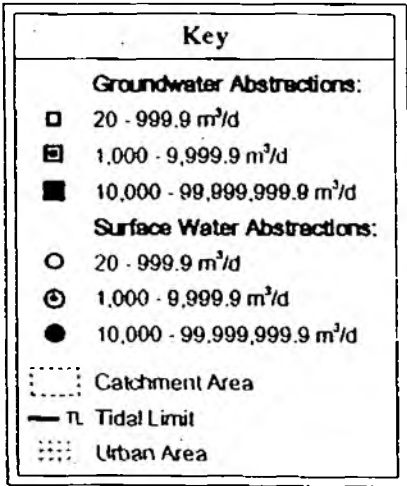 Key
Groundwater Abstractions:
20 - 999.9 m³/d
1,000 - 9,999.9 m³/d
10,000 - 99,999,999.9 m³/d
Surface Water Abstractions:
20 - 999.9 m³/d
1,000 - 9,999.9 m³/d
10,000 - 99,999,999.9 m³/d
Catchment Area
TL Tidal Limit
Urban Area